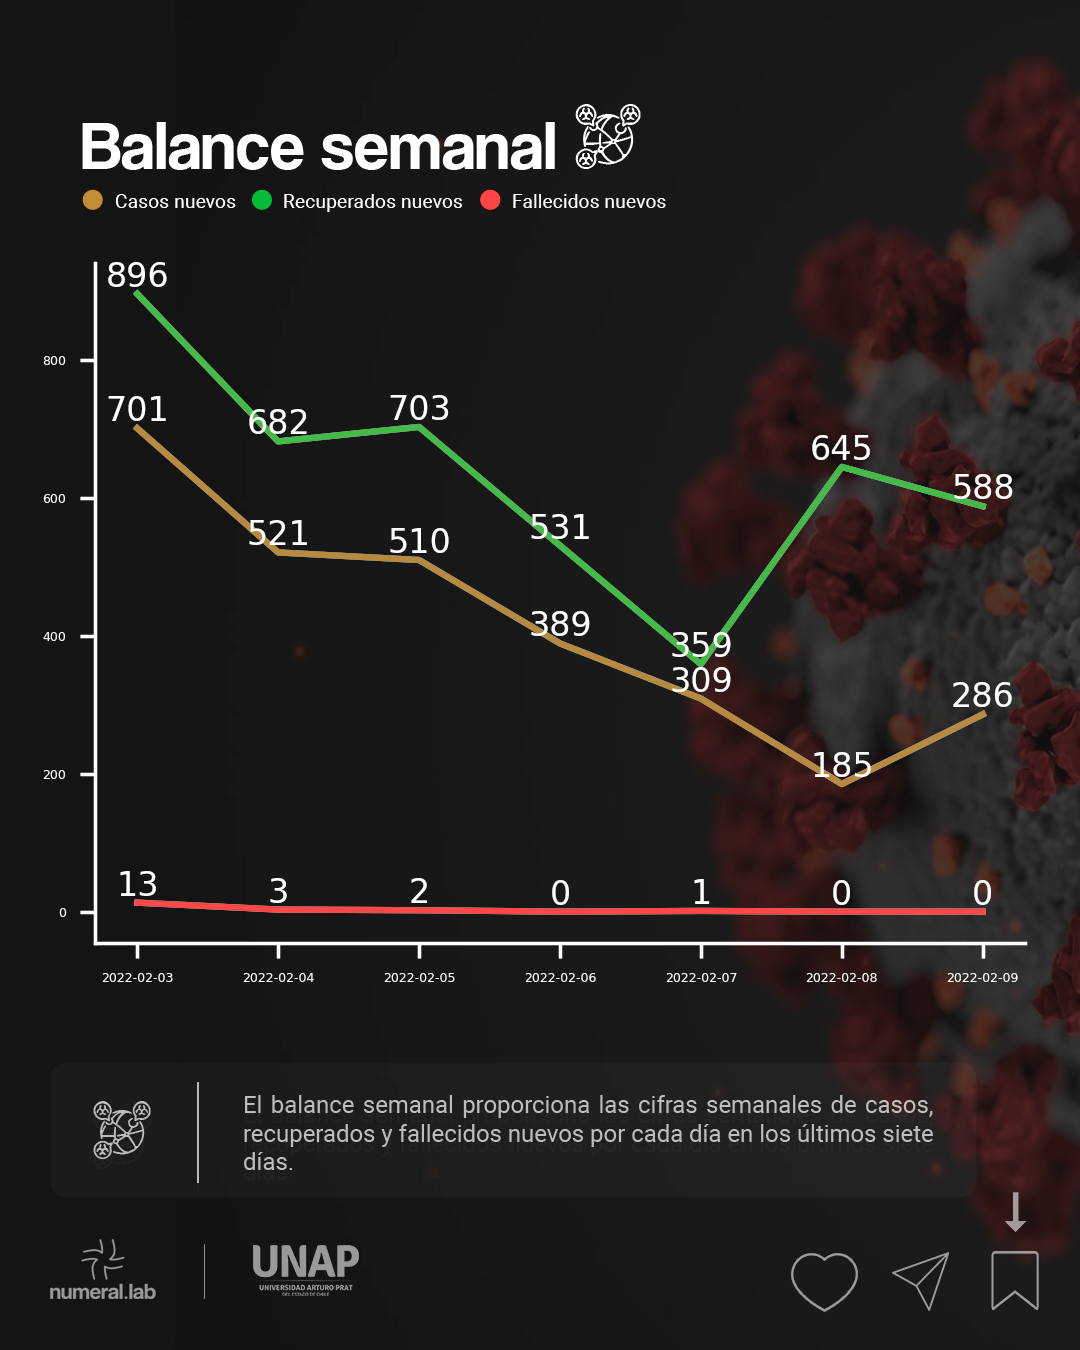 Balance semanal
Casos nuevos Recuperados nuevos Fallecidos nuevos
896
800
701
682
703
645
600
588
521
510
531
400
389
359
309
286
200
185
13
3
2
0
1
0
0
0
2022-02-03 2022-02-04 2022-02-05 2022-02-06 2022-02-07 2022-02-08 2022-02-09
El balance semanal proporciona las cifras semanales de casos,
recuperados y fallecidos nuevos por cada día en los últimos siete
días.
numeral.lab
UNAP
UNIVERSIDAD ARTURO PRAT
DEL ESTADO DE CHILE